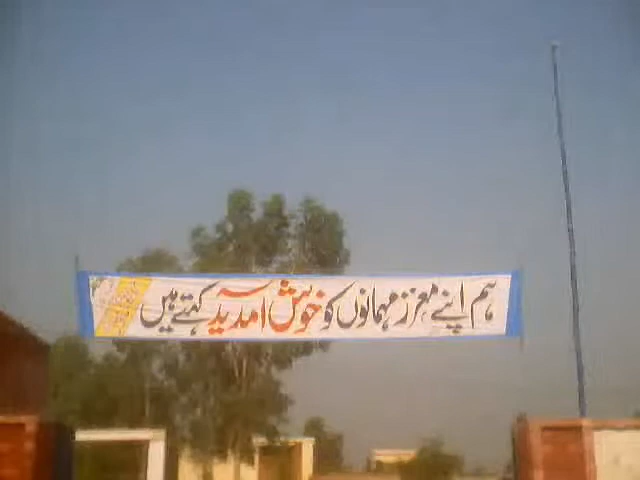 ہم اپنے معزز مہمانوں کو خوش آمدید کہتے ہیں